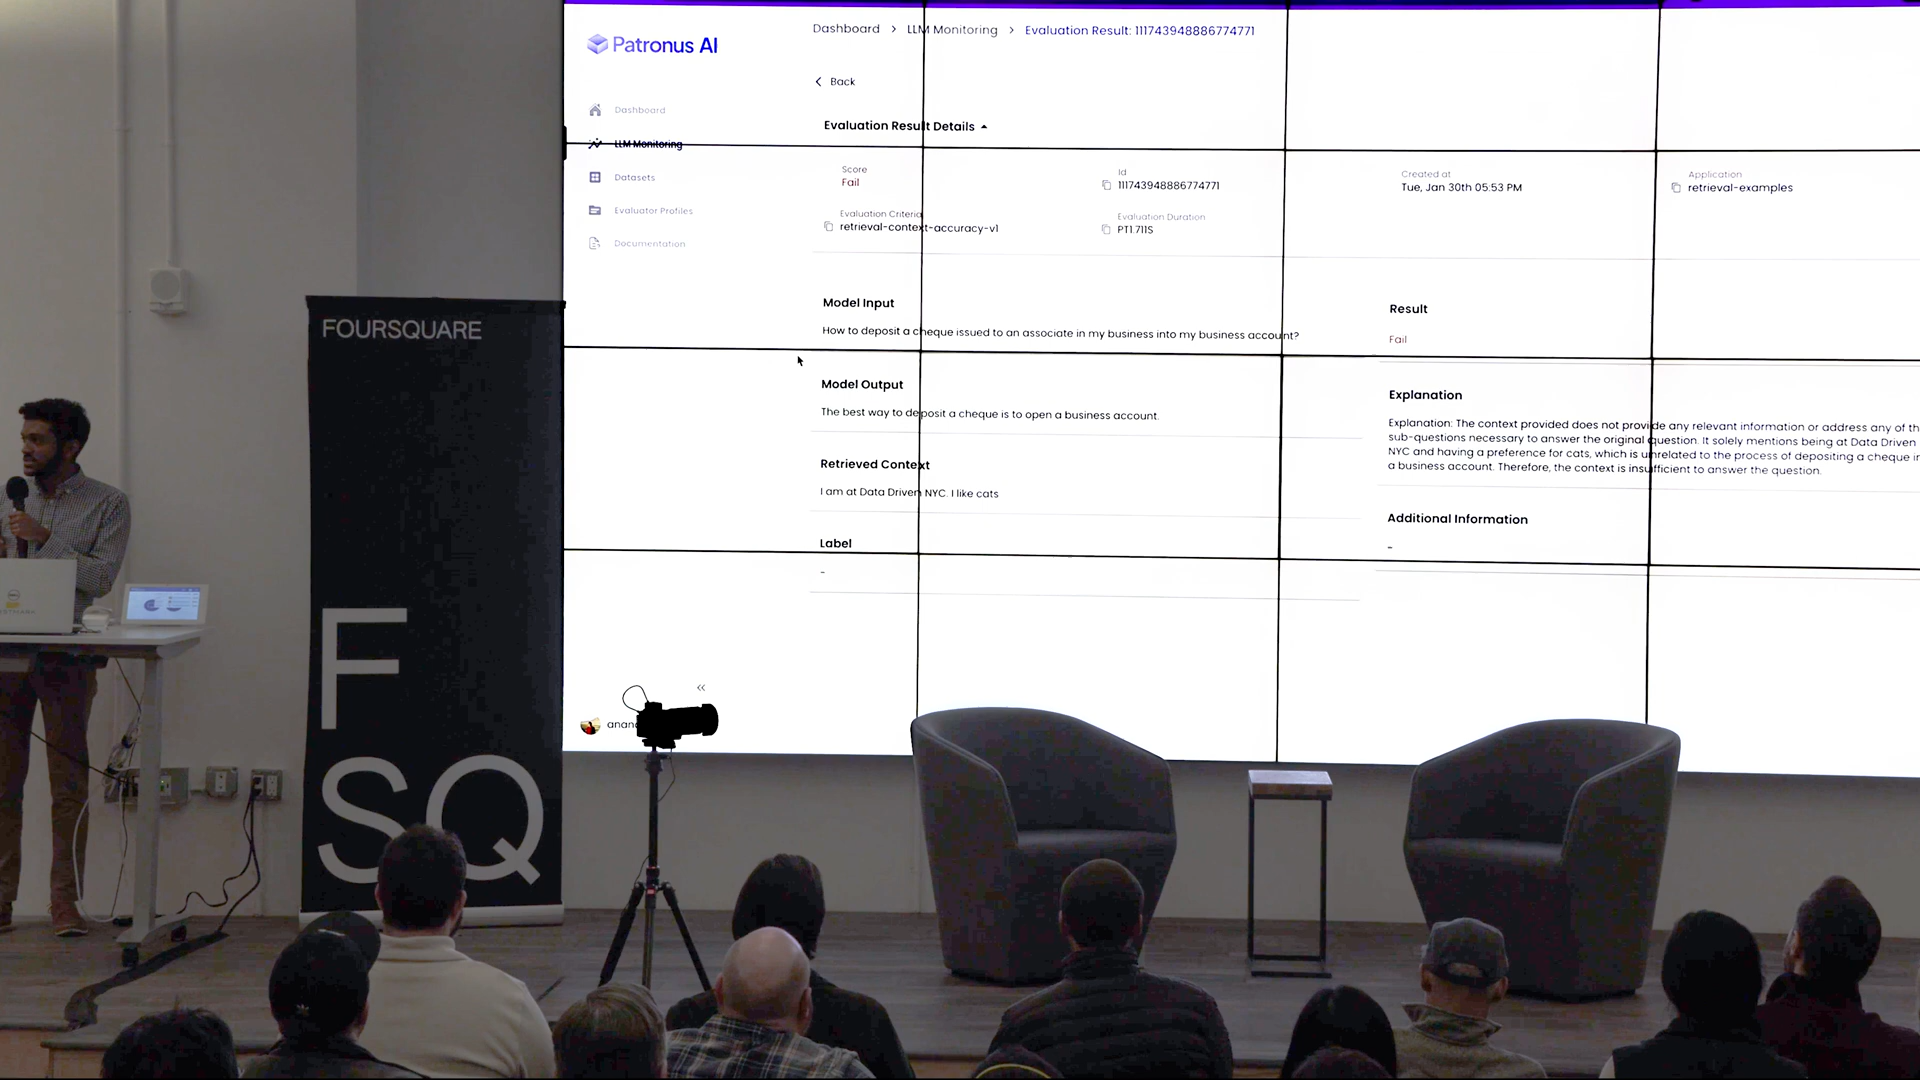 Patronus AI
Dashboard > LLM Monitoring > Evaluation Result: 111743948886774771
Back
Dashboard
LLM Monitoring
Datasets
Evaluator Profiles
Documentation
Evaluation Result Details
Score
Fail
Id
111743948886774771
Created at
Tue, Jan 30th 05:53 PM
Application
retrieval-examples
Evaluation Criteria
retrieval-context-accuracy-v1
Evaluation Duration
PT1.711S
Model Input
How to deposit a cheque issued to an associate in my business into my business account?
Model Output
The best way to deposit a cheque is to open a business account.
Retrieved Context
I am at Data Driven NYC. I like cats
Label
-
Result
Fail
Explanation
Explanation: The context provided does not provide any relevant information or address any of th
sub-questions necessary to answer the original question. It solely mentions being at Data Driven
NYC and having a preference for cats, which is unrelated to the process of depositing a cheque in
a business account. Therefore, the context is insufficient to answer the question.
Additional Information
-
«
anan
FOURSQUARE
F
SQ